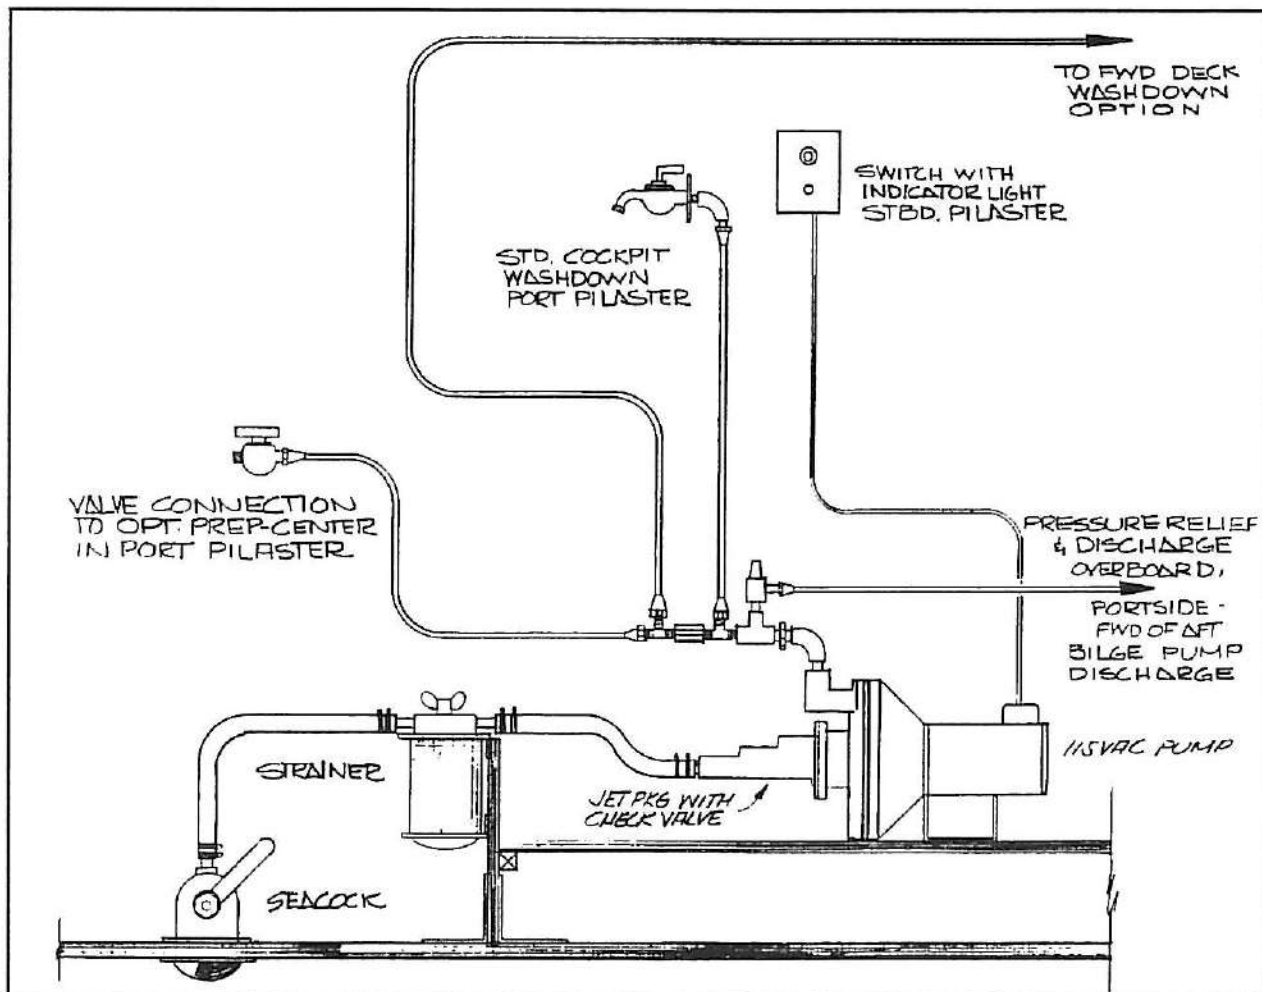 TO FWD DECK
WASHDOWN
OPTION
SWITCH WITH
INDICATOR LIGHT
STBD. PILASTER
STD. COCKPIT
WASHDOWN
PORT PILASTER
VALVE CONNECTION
TO OPT. PREP-CENTER
IN PORT PILASTER
PRESSURE RELIEF
& DISCHARGE
OVERBOARD,
PORTSIDE -
FWD OF AFT
BILGE PUMP
DISCHARGE
115VAC PUMP
STRAINER
JET PKG WITH
CHECK VALVE
SEACOCK